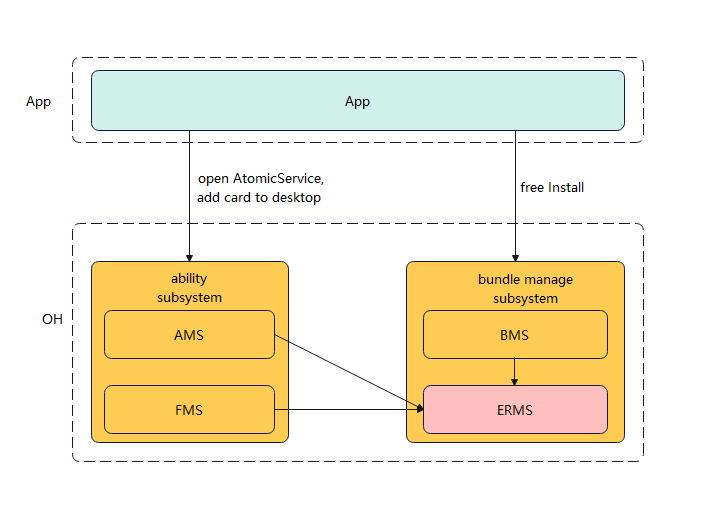 App
App
open AtomicService,
add card to desktop
free Install
OH
ability
subsystem
AMS
FMS
bundle manage
subsystem
BMS
ERMS